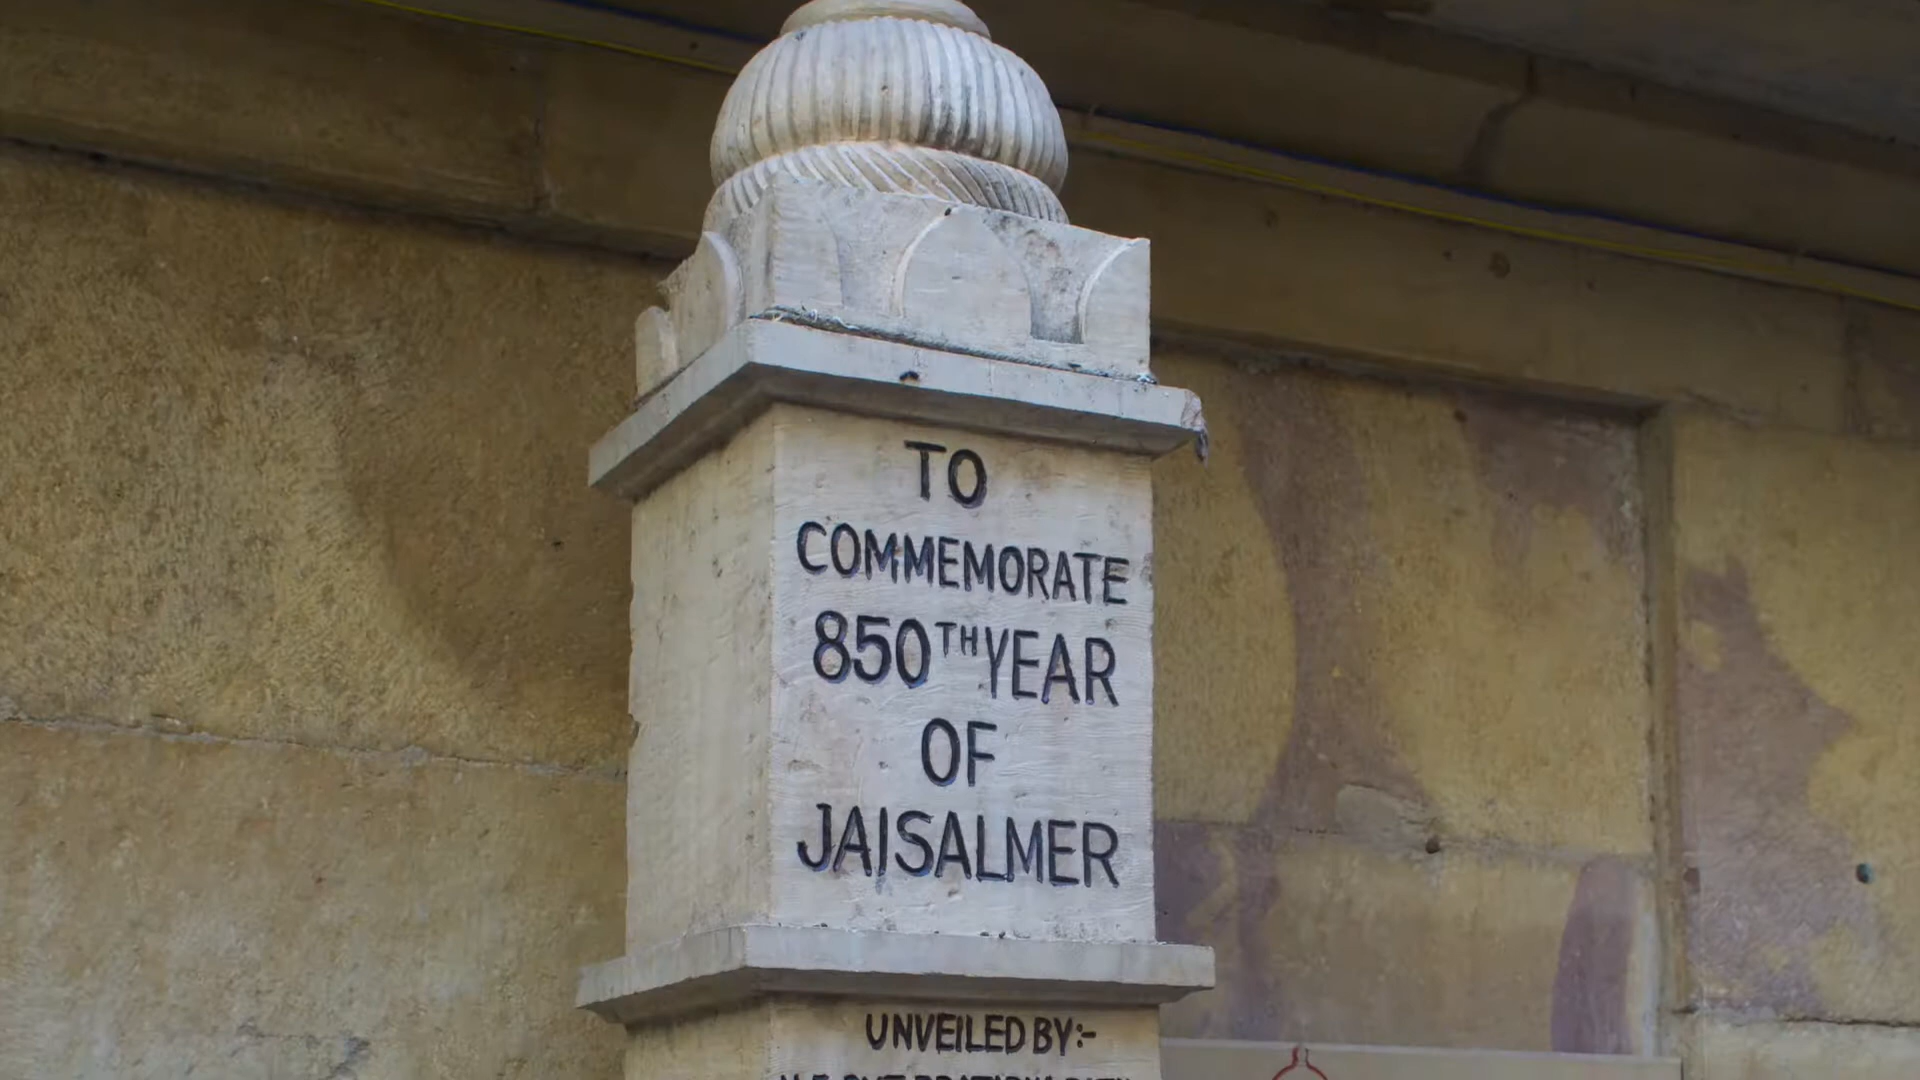 TO
COMMEMORATE
850TH YEAR
OF
JAISALMER
UNVEILED BY:-